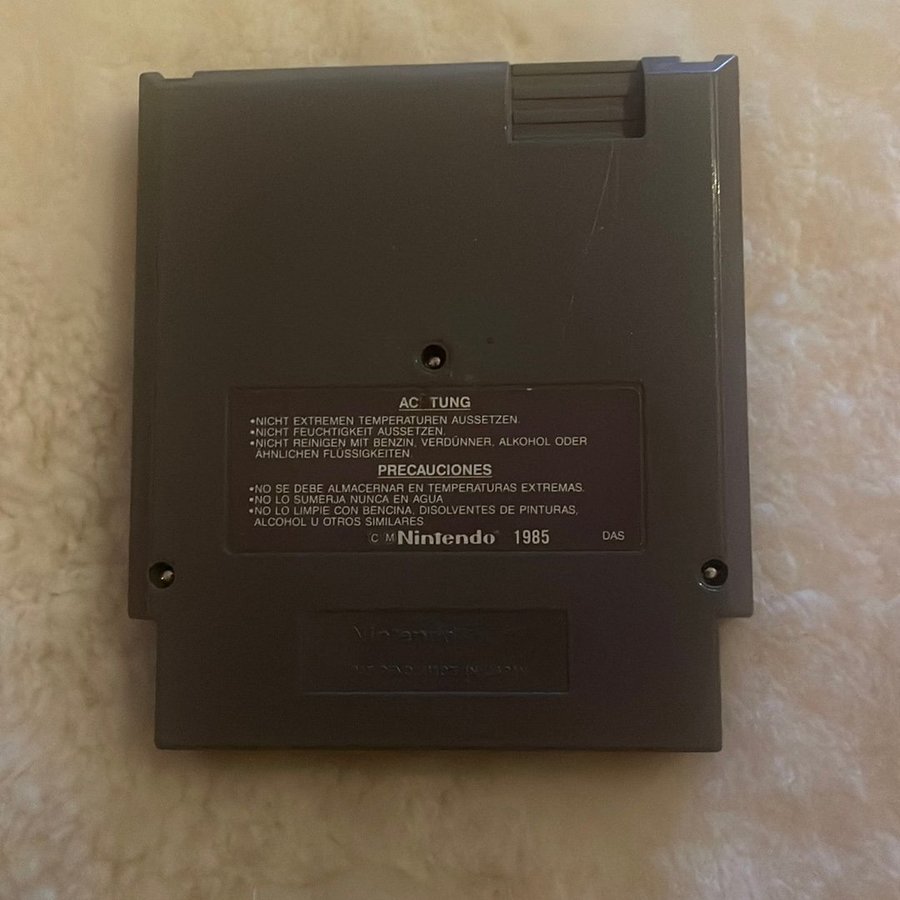 AC TUNG
•NICHT EXTREMEN TEMPERATUREN AUSSETZEN.
•NICHT FEUCHTIGKEIT AUSSETZEN.
•NICHT REINIGEN MIT BENZIN, VERDÜNNER, ALKOHOL ODER
ÄHNLICHEN FLÜSSIGKEITEN.
PRECAUCIONES
•NO SE DEBE ALMACERNAR EN TEMPERATURAS EXTREMAS.
•NO LO SUMERJA NUNCA EN AGUA
•NO LO LIMPIE CON BENCINA, DISOLVENTES DE PINTURAS,
ALCOHOL U OTROS SIMILARES
C M Nintendo 1985 DAS
Nintendo